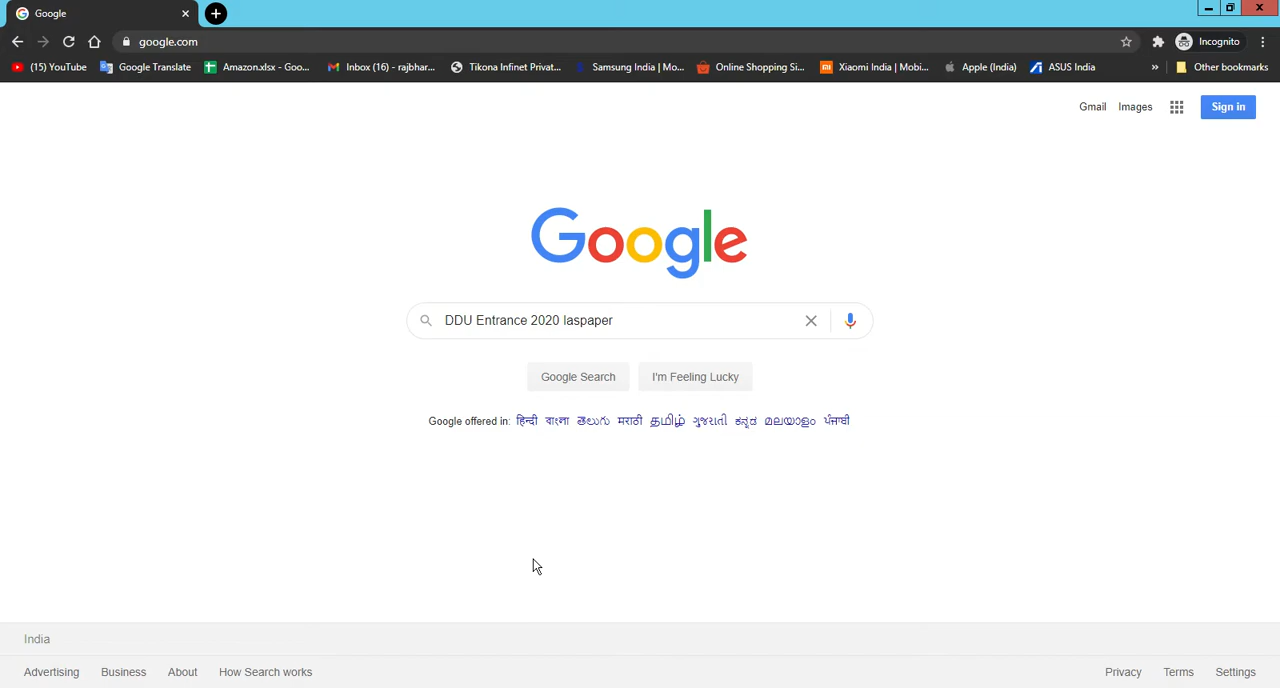 Google
google.com
Incognito
(15) YouTube
Google Translate
Amazon.xlsx - Goo...
Inbox (16) - rajbhar...
Tikona Infinet Privat...
Samsung India | Mo...
Online Shopping Si...
Xiaomi India | Mobi...
Apple (India)
ASUS India
»
Other bookmarks
Gmail
Images
Sign in
Google
DDU Entrance 2020 laspaper
Google Search
I'm Feeling Lucky
Google offered in: हिन्दी বাংলা తెలుగు मराठी தமிழ் ગુજરાતી ಕನ್ನಡ മലയാളം ਪੰਜਾਬੀ
India
Advertising
Business
About
How Search works
Privacy
Terms
Settings